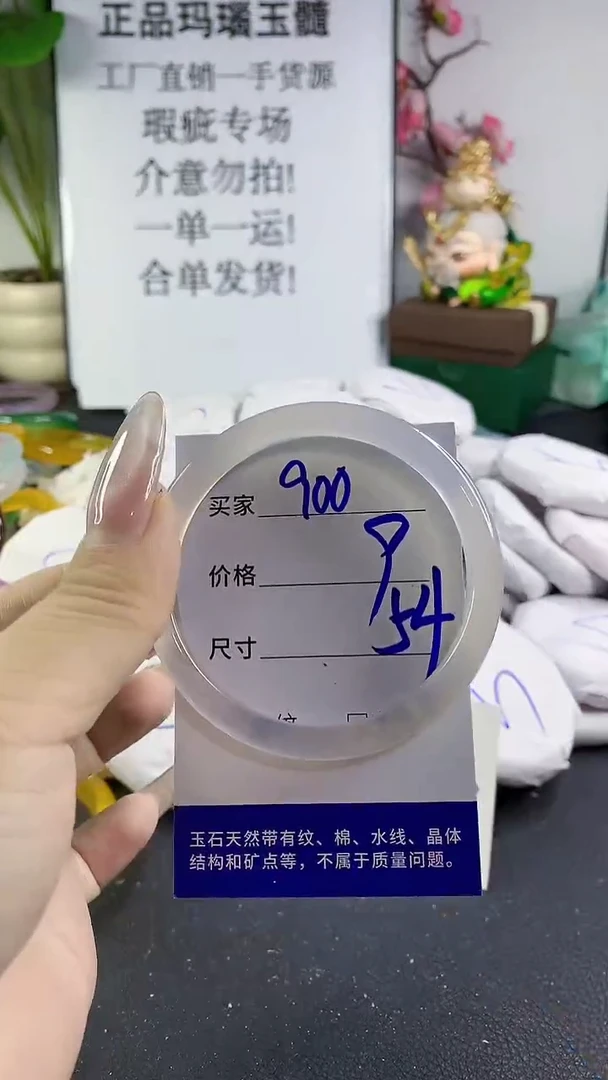 正品玛瑙玉髓
工厂直销一手货源
瑕疵专场
介意勿拍!
一单一运!
合单发货!
买家 900
价格 9
尺寸 54
玉石天然带有纹、棉、水线、晶体
结构和矿点等，不属于质量问题。